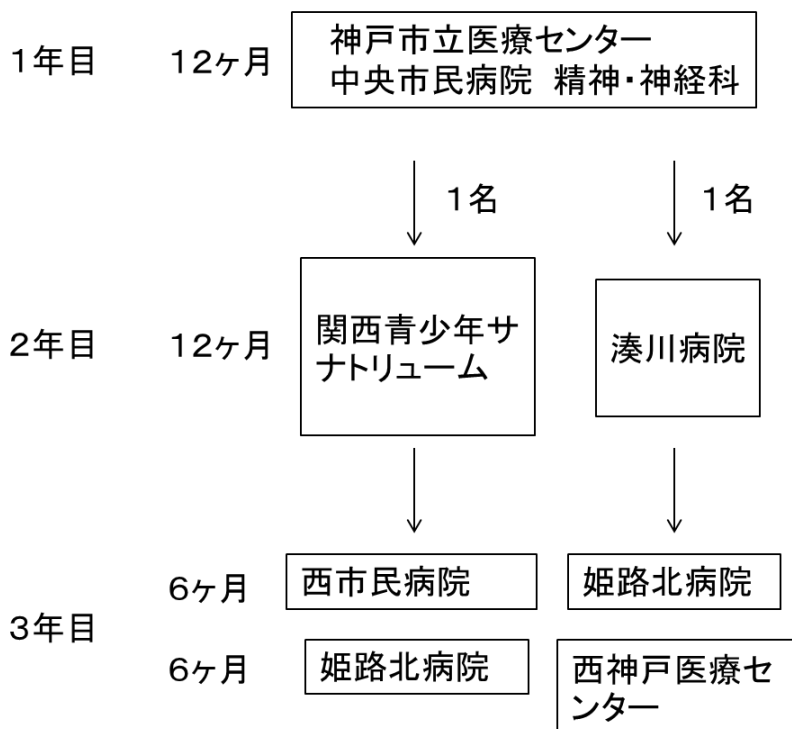 1年目 12ヶ月 神戸市立医療センター
中央市民病院 精神・神経科
1名 1名
2年目 12ヶ月 関西青少年サ
ナトリューム
湊川病院
6ヶ月 西市民病院 姫路北病院
3年目
6ヶ月 姫路北病院 西神戸医療セ
ンター